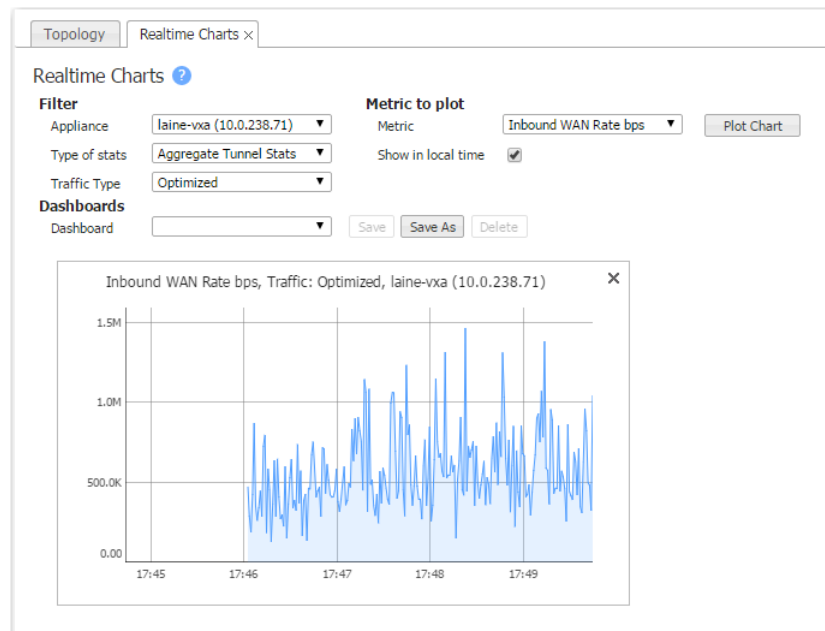 Topology Realtime Charts ×
Realtime Charts ?
Filter Metric to plot
Appliance laine-vxa (10.0.238.71) Metric Inbound WAN Rate bps Plot Chart
Type of stats Aggregate Tunnel Stats Show in local time
Traffic Type Optimized
Dashboards
Dashboard Save Save As Delete
Inbound WAN Rate bps, Traffic: Optimized, laine-vxa (10.0.238.71) ×
1.5M
1.0M
500.0K
0.00
17:45 17:46 17:47 17:48 17:49